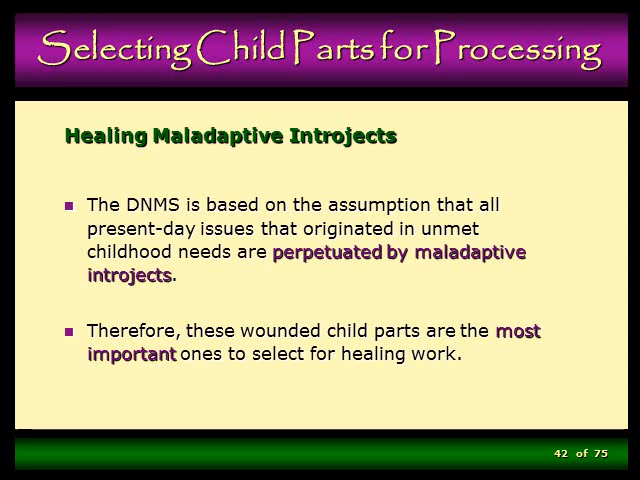 Selecting Child Parts for Processing
Healing Maladaptive Introjects
The DNMS is based on the assumption that all
present-day issues that originated in unmet
childhood needs are perpetuated by maladaptive
introjects.
Therefore, these wounded child parts are the most
important ones to select for healing work.
42 of 75